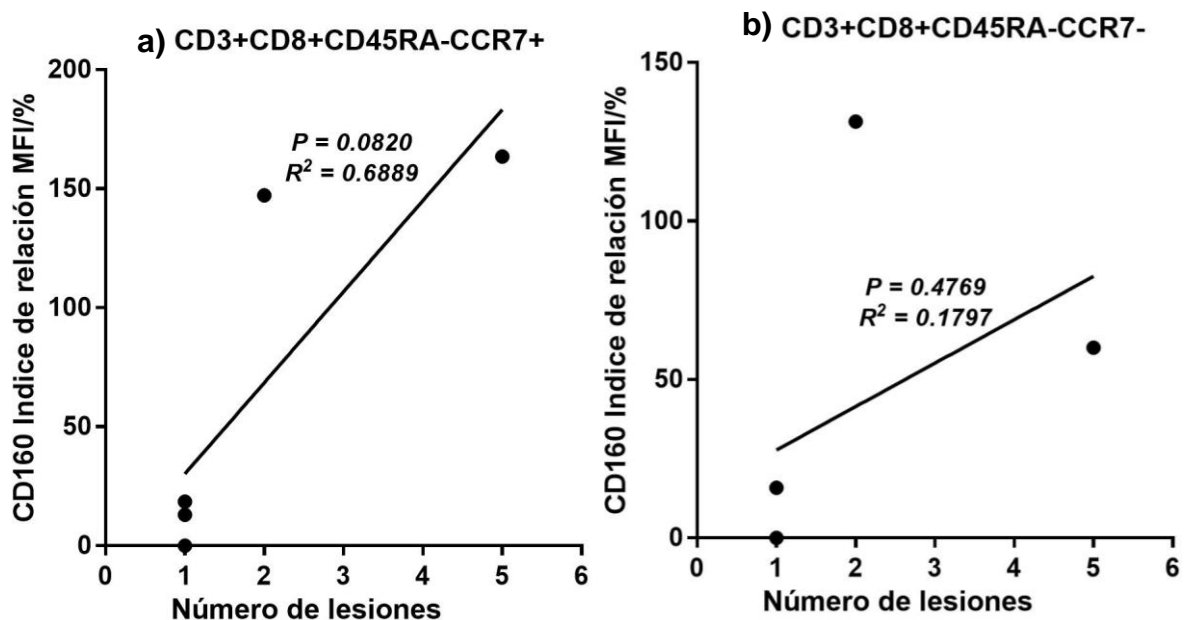 a) CD3+CD8+CD45RA-CCR7+
CD160 Indice de relación MFI/%
200
150
100
50
0
P = 0.0820
R² = 0.6889
0 1 2 3 4 5 6
Número de lesiones
b) CD3+CD8+CD45RA-CCR7-
CD160 Indice de relación MFI/%
150
100
50
0
P = 0.4769
R² = 0.1797
0 1 2 3 4 5 6
Número de lesiones